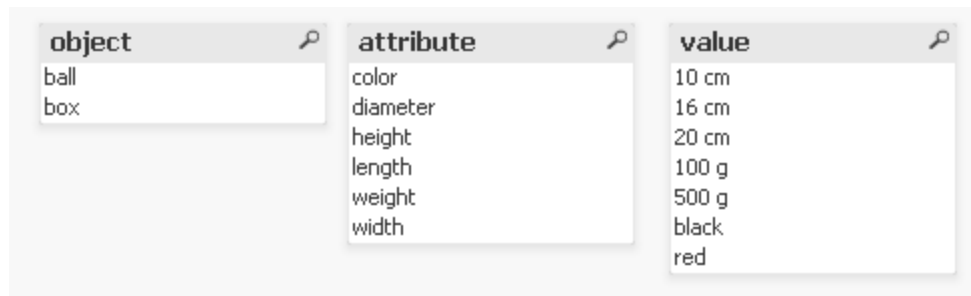 object
ball
box
attribute
color
diameter
height
length
weight
width
value
10 cm
16 cm
20 cm
100 g
500 g
black
red